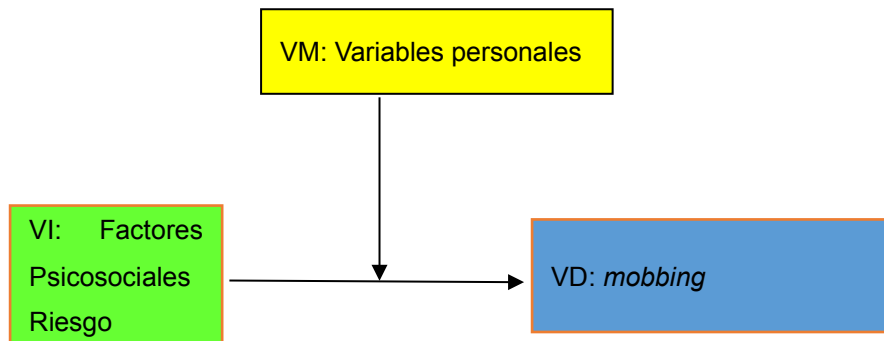 VM: Variables personales
VI: Factores
Psicosociales
Riesgo
VD: mobbing